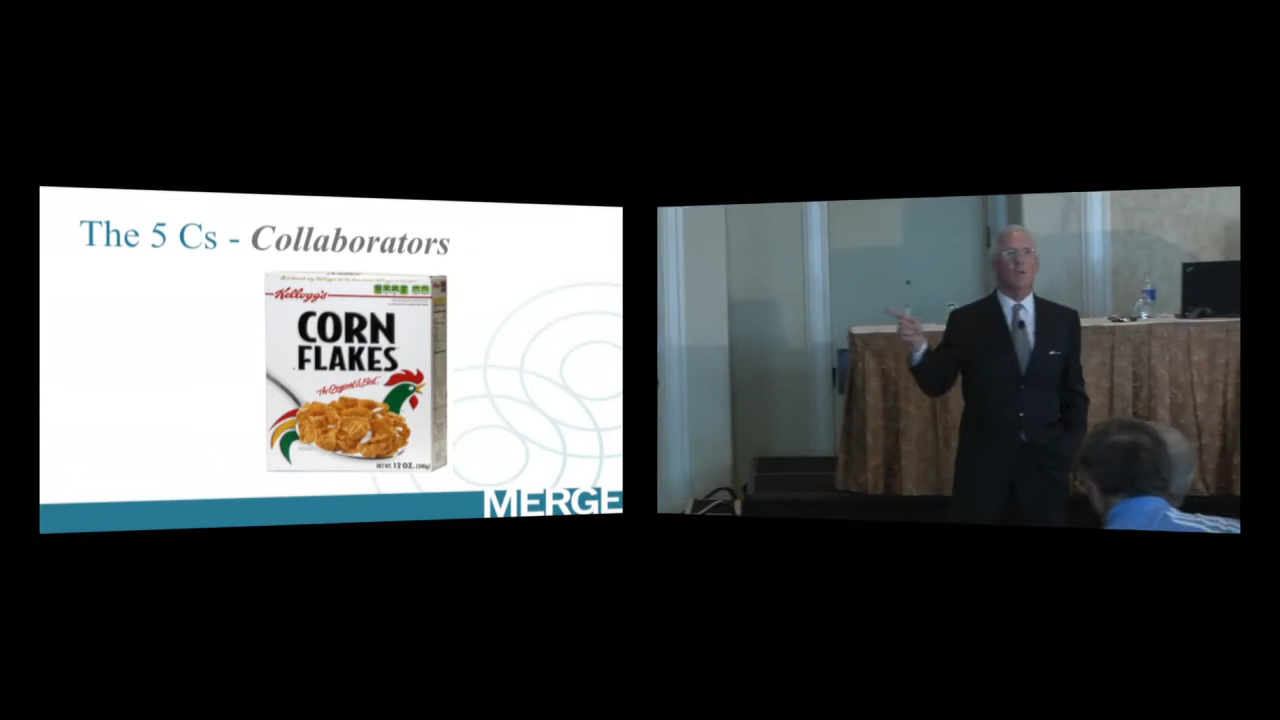 The 5 Cs - Collaborators
Kellogg's
CORN
FLAKES
The Original & Best
NET WT. 12 OZ. (340g)
MERGE